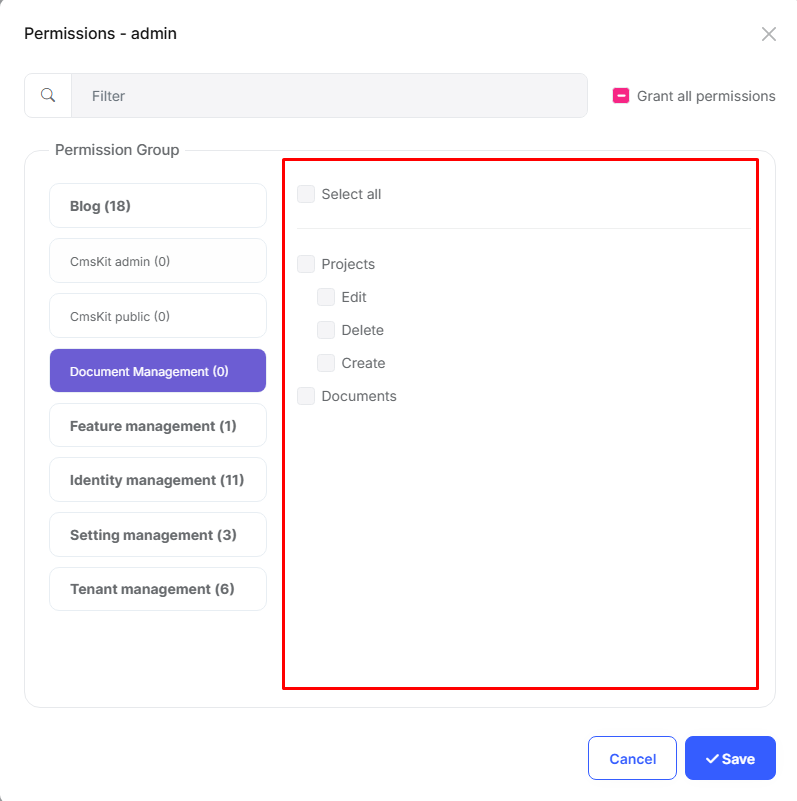 Permissions - admin
Filter
Grant all permissions
Permission Group
Blog (18)
CmsKit admin (0)
CmsKit public (0)
Document Management (0)
Feature management (1)
Identity management (11)
Setting management (3)
Tenant management (6)
Select all
Projects
Edit
Delete
Create
Documents
Cancel
Save